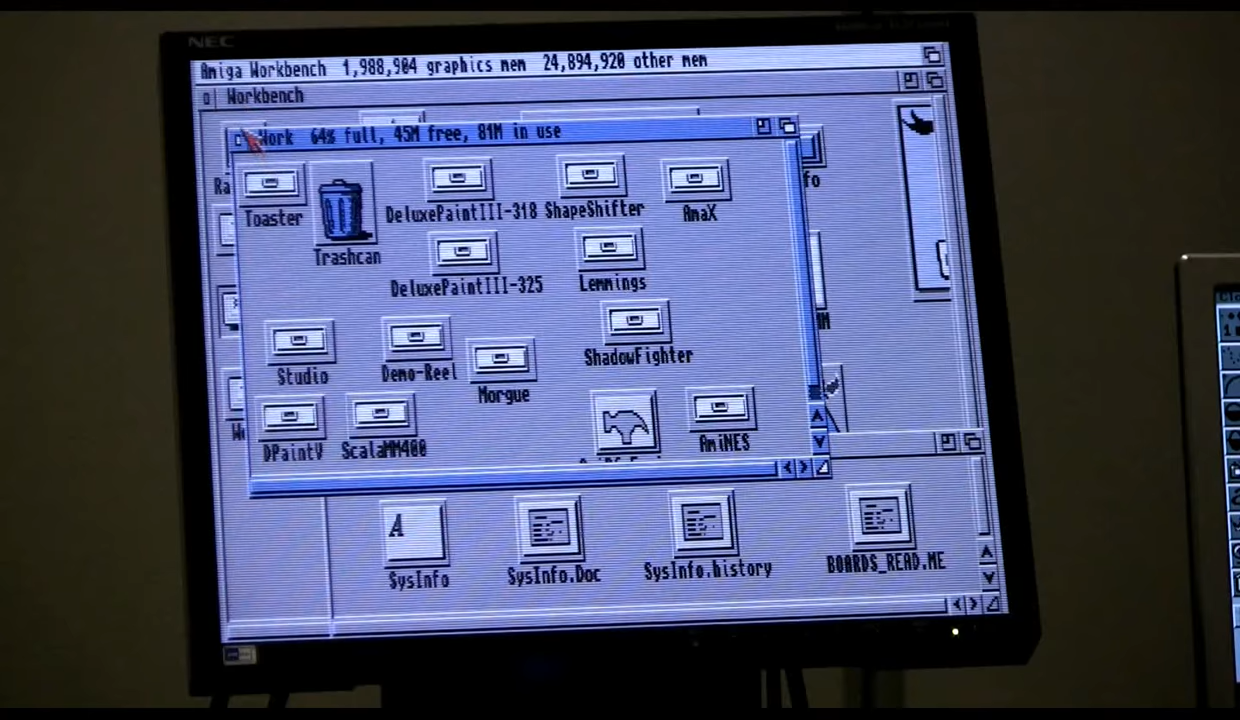 NEC
Amiga Workbench 1,988,904 graphics mem 24,894,920 other mem
Workbench
Work 64% full, 45M free, 81M in use
Toaster
Trashcan
DeluxePaintIII-318
ShapeShifter
AmaX
DeluxePaintIII-325
Lemmings
Studio
Demo-Reel
Morgue
ShadowFighter
DPaintV
ScalaMM400
AmiNES
SysInfo
SysInfo.Doc
SysInfo.history
BOARDS_READ.ME